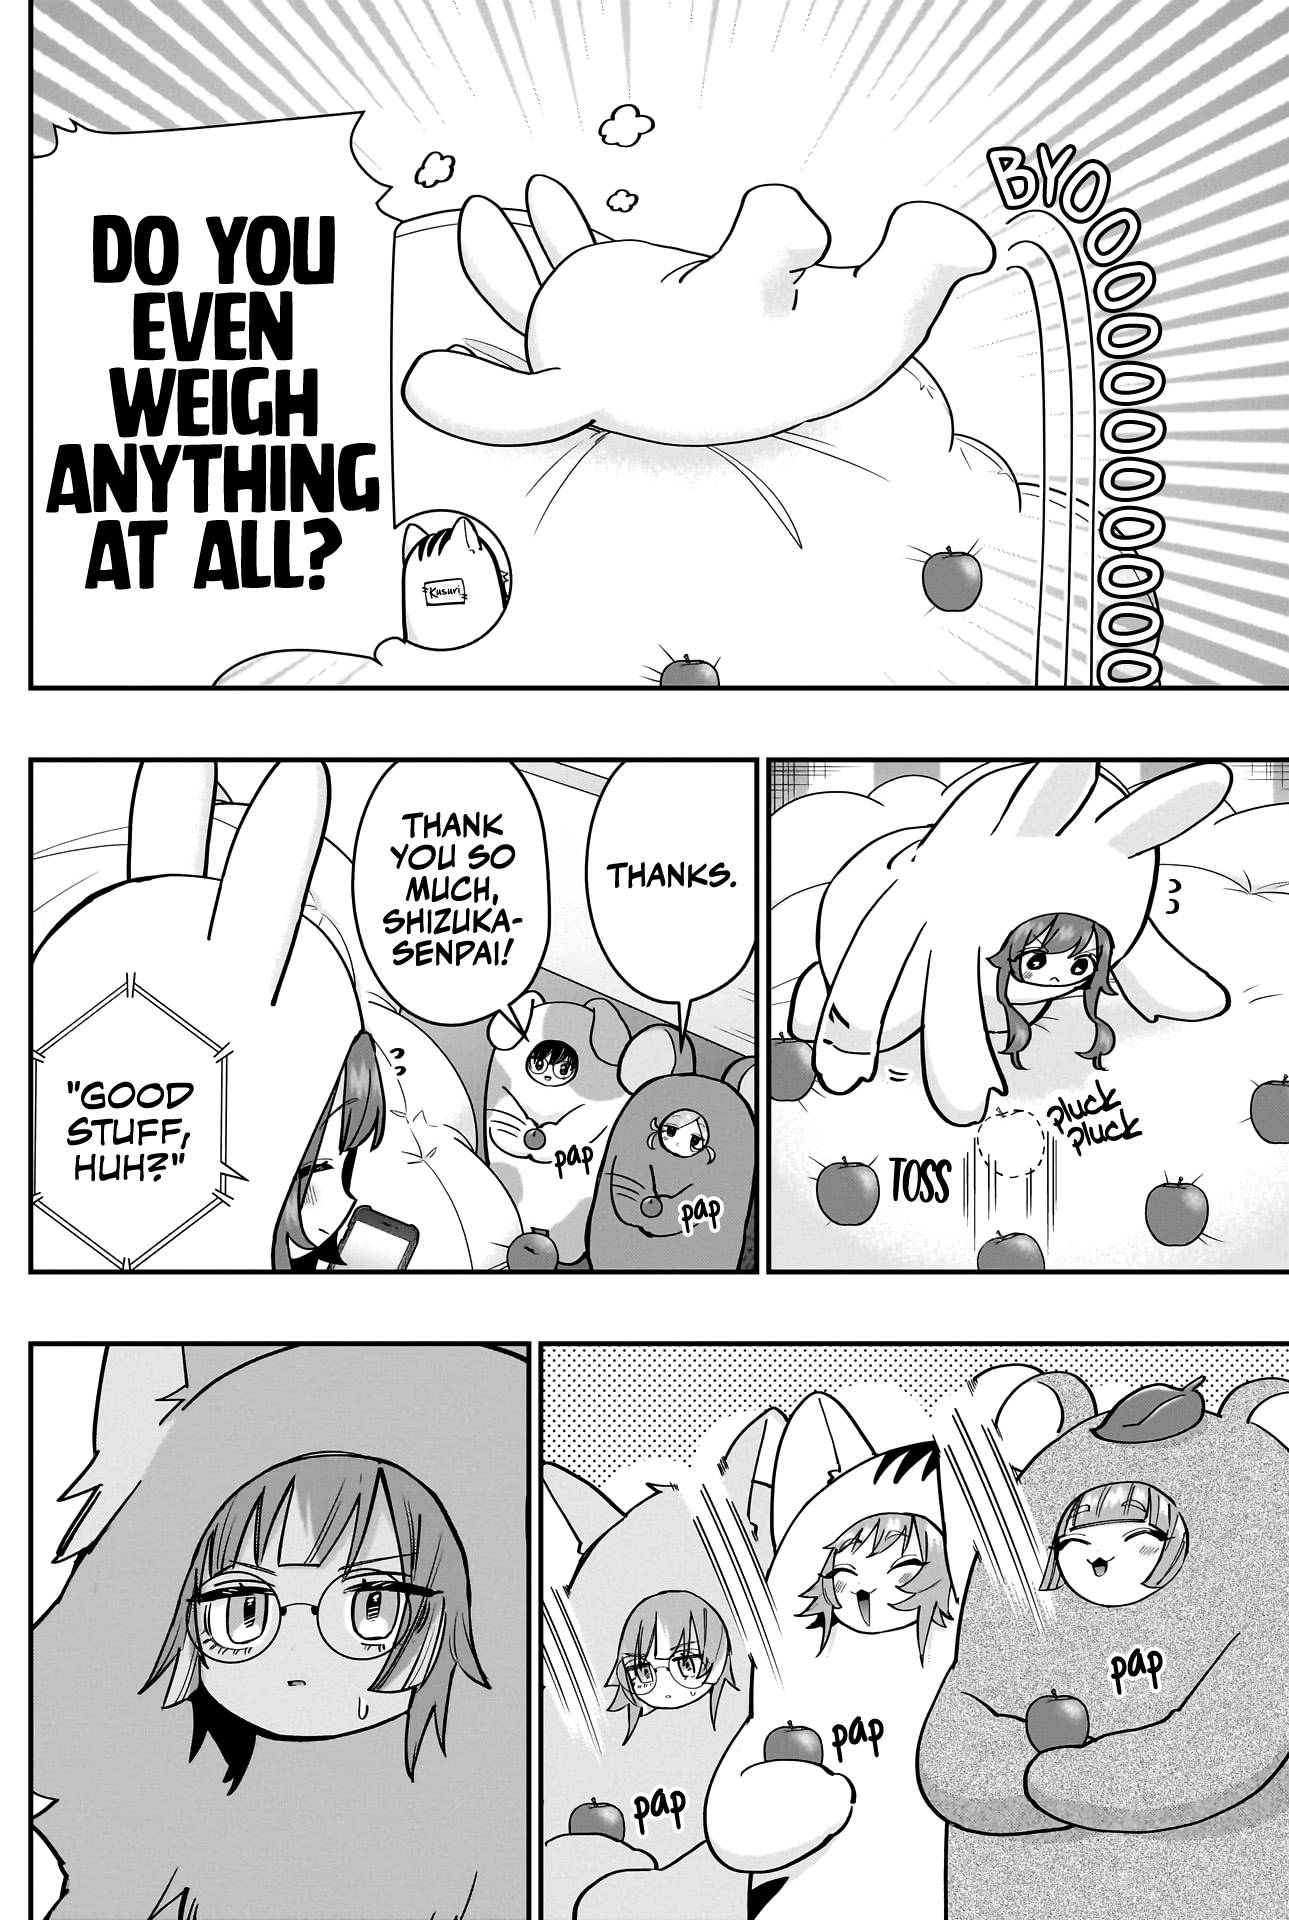 BYOOOOOOOOOOO
DO YOU
EVEN
WEIGH
ANYTHING
AT ALL?
Kusuri
pluck
pluck
TOSS
THANKS.
THANK
YOU SO
MUCH,
SHIZUKA-
SENPAI!
pap
pap
"GOOD
STUFF,
HUH?"
pap
pap
pap